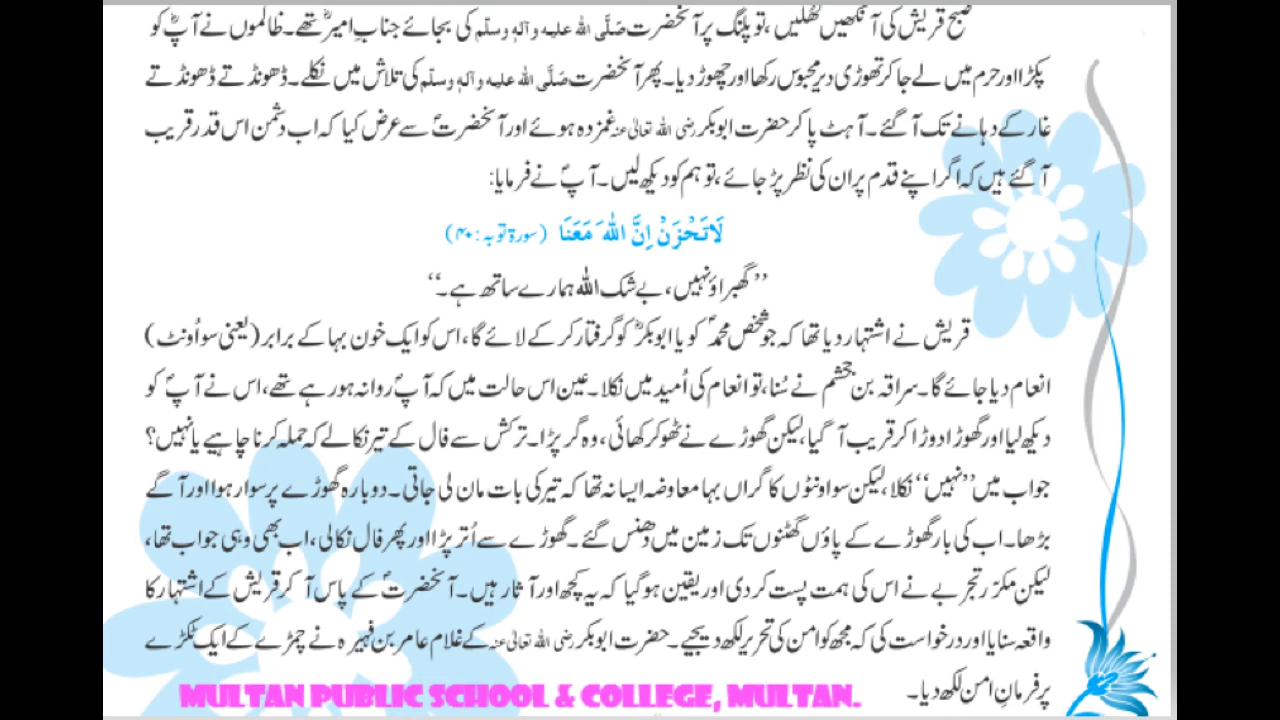 صبح قریش کی آنکھیں کھلیں، تو پلنگ پر آنحضرت صَلَّی اللہ علیہ وآلہٖ وسلّم کی بجائے جنابِ امیرؓ تھے۔ ظالموں نے آپؓ کو
پکڑا اور حرم میں لے جا کر تھوڑی دیر محبوس رکھا اور چھوڑ دیا۔ پھر آنحضرت صَلَّی اللہ علیہ وآلہٖ وسلّم کی تلاش میں نکلے۔ ڈھونڈتے ڈھونڈتے
غار کے دہانے تک آ گئے۔ آہٹ پا کر حضرت ابوبکر رضی اللہ تعالیٰ عنہ غمزدہ ہوئے اور آنحضرتؐ سے عرض کیا کہ اب دشمن اس قدر قریب
آ گئے ہیں کہ اگر اپنے قدم پر ان کی نظر پڑ جائے، تو ہم کو دیکھ لیں۔ آپؐ نے فرمایا:
لَا تَحْزَنْ اِنَّ اللہَ مَعَنَا (سورۃ توبہ: ۴۰)
’’گھبراؤ نہیں، بے شک اللہ ہمارے ساتھ ہے۔‘‘
قریش نے اشتہار دیا تھا کہ جو شخص محمدؐ کو یا ابوبکرؓ کو گرفتار کر کے لائے گا، اس کو ایک خون بہا کے برابر (یعنی سو اُونٹ)
انعام دیا جائے گا۔ سراقہ بن جُعشم نے سُنا، تو انعام کی اُمید میں نکلا۔ عین اس حالت میں کہ آپؐ روانہ ہو رہے تھے، اس نے آپؐ کو
دیکھ لیا اور گھوڑا دوڑا کر قریب آ گیا، لیکن گھوڑے نے ٹھوکر کھائی، وہ گر پڑا۔ ترکش سے فال کے تیر نکالے کہ حملہ کرنا چاہیے یا نہیں؟
جواب میں ’’نہیں‘‘ نکلا، لیکن سو اونٹوں کا گراں بہا معاوضہ ایسا نہ تھا کہ تیر کی بات مان لی جاتی۔ دوبارہ گھوڑے پر سوار ہوا اور آگے
بڑھا۔ اب کی بار گھوڑے کے پاؤں گھٹنوں تک زمین میں دھنس گئے۔ گھوڑے سے اُتر پڑا اور پھر فال نکالی، اب بھی وہی جواب تھا،
لیکن مکرّر تجربے نے اس کی ہمت پست کر دی اور یقین ہو گیا کہ یہ کچھ اور آثار ہیں۔ آنحضرتؐ کے پاس آ کر قریش کے اشتہار کا
واقعہ سنایا اور درخواست کی کہ مجھ کو امن کی تحریر لکھ دیجیے۔ حضرت ابوبکر رضی اللہ تعالیٰ عنہ کے غلام عامر بن فہیرہ نے چمڑے کے ایک ٹکڑے
پر فرمانِ امن لکھ دیا۔
MULTAN PUBLIC SCHOOL & COLLEGE, MULTAN.